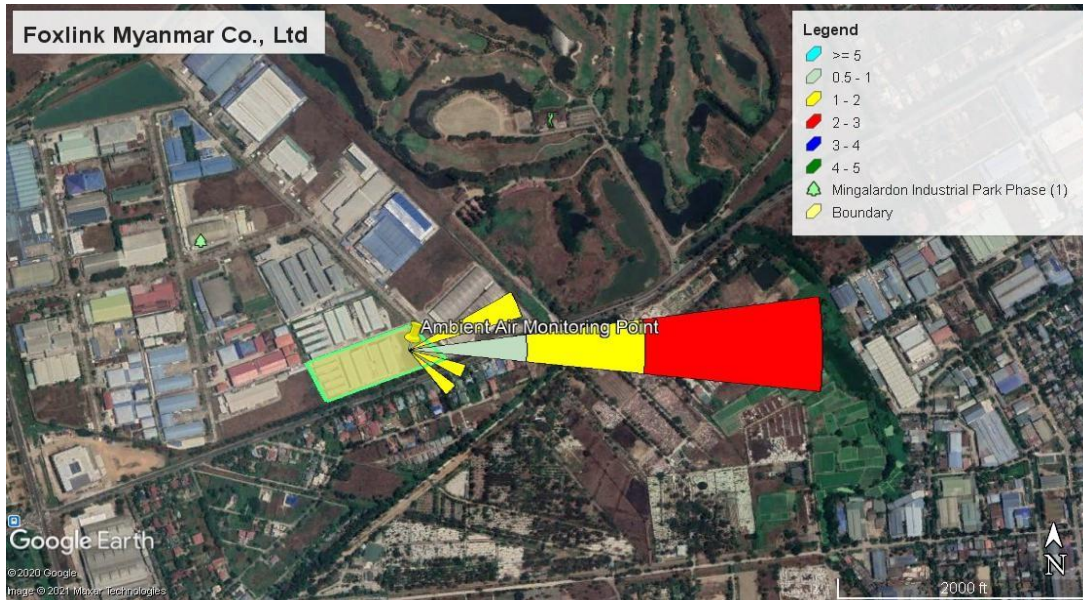 Foxlink Myanmar Co., Ltd
Legend
>= 5
0.5 - 1
1 - 2
2 - 3
3 - 4
4 - 5
Mingalardon Industrial Park Phase (1)
Boundary
Ambient Air Monitoring Point
Google Earth
©2020 Google
Image © 2021 Maxar Technologies
N
2000 ft